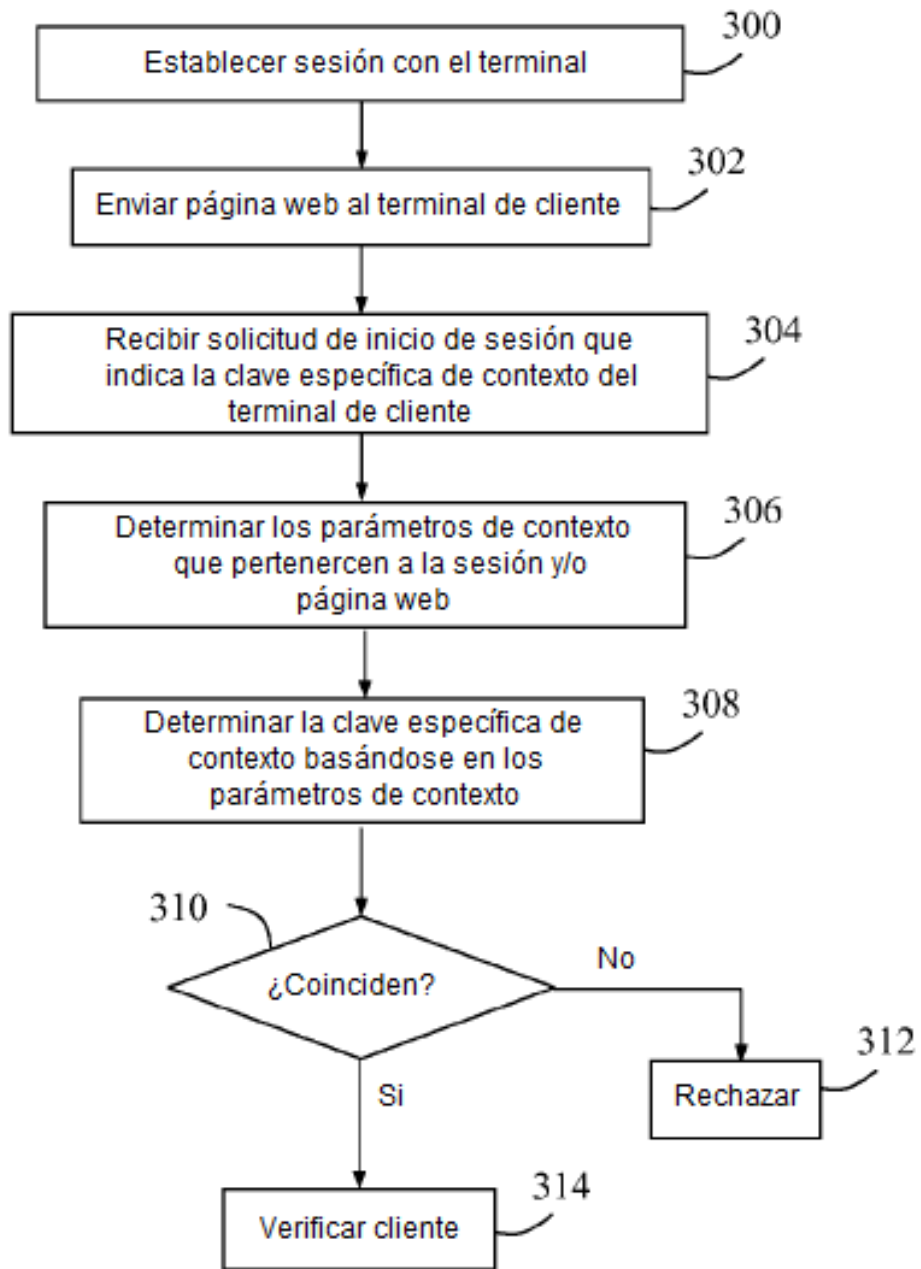 300
Establecer sesión con el terminal
302
Enviar página web al terminal de cliente
304
Recibir solicitud de inicio de sesión que
indica la clave específica de contexto del
terminal de cliente
306
Determinar los parámetros de contexto
que pertenercen a la sesión y/o
página web
308
Determinar la clave específica de
contexto basándose en los
parámetros de contexto
310
¿Coinciden?
No
312
Rechazar
Si
314
Verificar cliente